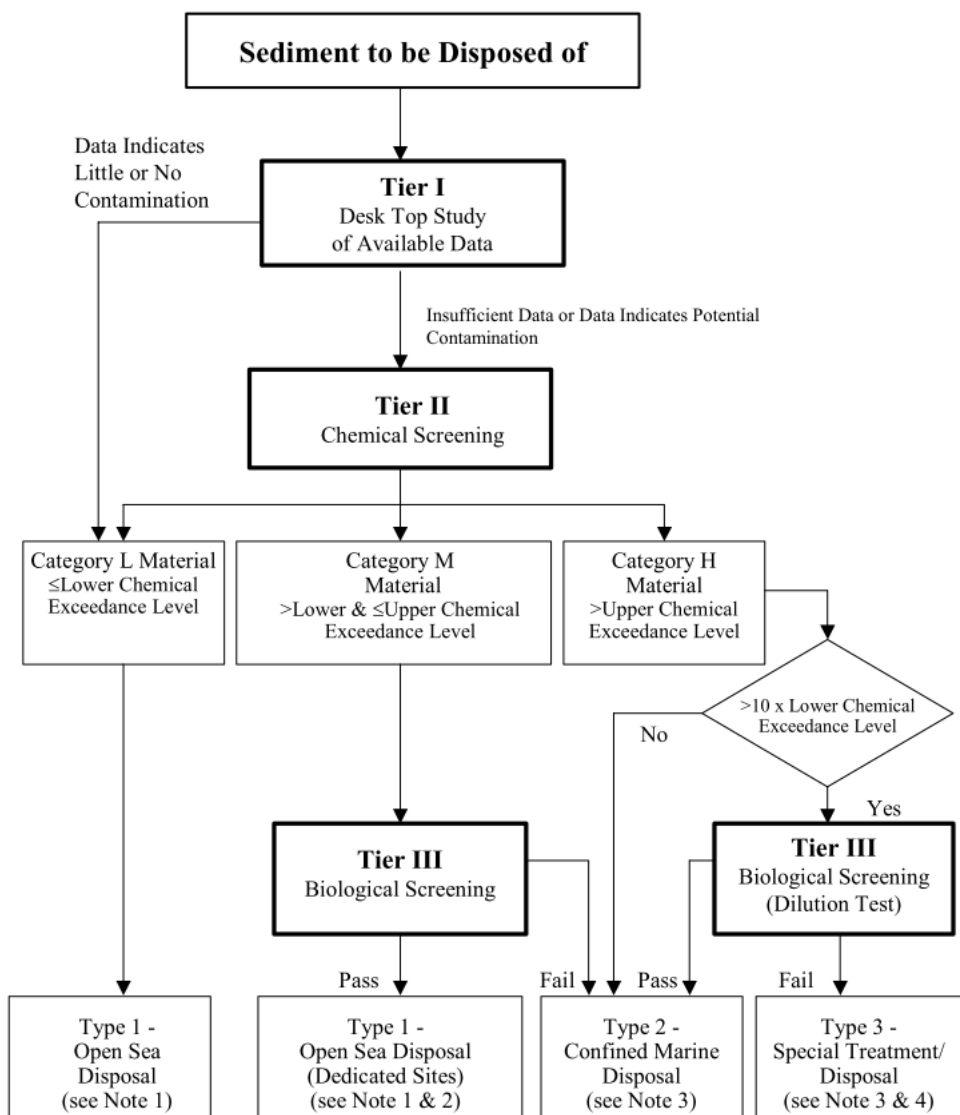 Sediment to be Disposed of
Data Indicates
Little or No
Contamination
Tier I
Desk Top Study
of Available Data
Insufficient Data or Data Indicates Potential
Contamination
Tier II
Chemical Screening
Category L Material
≤Lower Chemical
Exceedance Level
Category M
Material
>Lower & ≤Upper Chemical
Exceedance Level
Category H
Material
>Upper Chemical
Exceedance Level
>10 x Lower Chemical
Exceedance Level
No
Yes
Tier III
Biological Screening
Tier III
Biological Screening
(Dilution Test)
Pass
Fail
Pass
Fail
Type 1 -
Open Sea
Disposal
(see Note 1)
Type 1 -
Open Sea Disposal
(Dedicated Sites)
(see Note 1 & 2)
Type 2 -
Confined Marine
Disposal
(see Note 3)
Type 3 -
Special Treatment/
Disposal
(see Note 3 & 4)